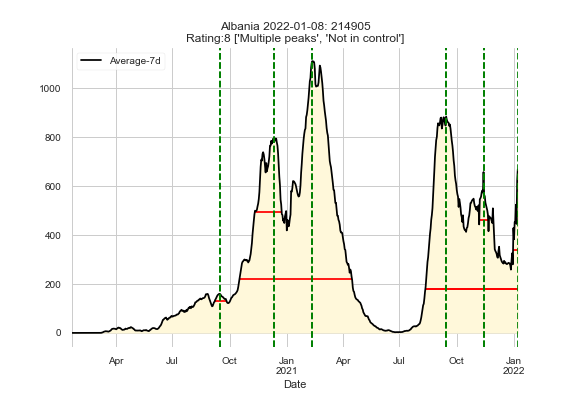 Albania 2022-01-08: 214905
Rating:8 ['Multiple peaks', 'Not in control']
Average-7d
1000
800
600
400
200
0
Apr Jul Oct Jan Apr Jul Oct Jan
2021 2022
Date